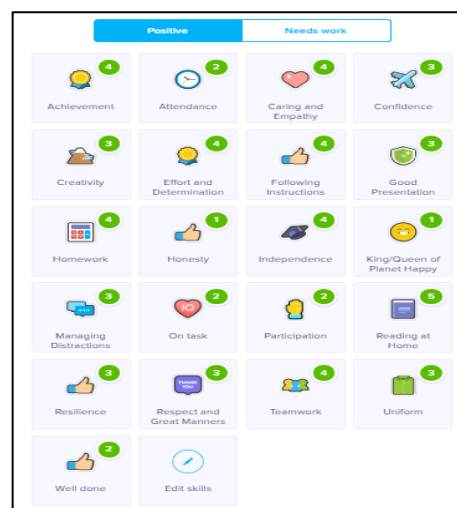 Positive Needs work
4 2 4 3
Achievement Attendance Caring and Confidence
Empathy
3 4 4 3
Creativity Effort and Following Good
Determination Instructions Presentation
4 1 4 1
Homework Honesty Independence King/Queen of
Planet Happy
3 2 2 5
Managing On task Participation Reading at
Distractions Home
IQ
3 3 4 3
THANK
YOU
Resilience Respect and Teamwork Uniform
Great Manners
2
Well done Edit skills